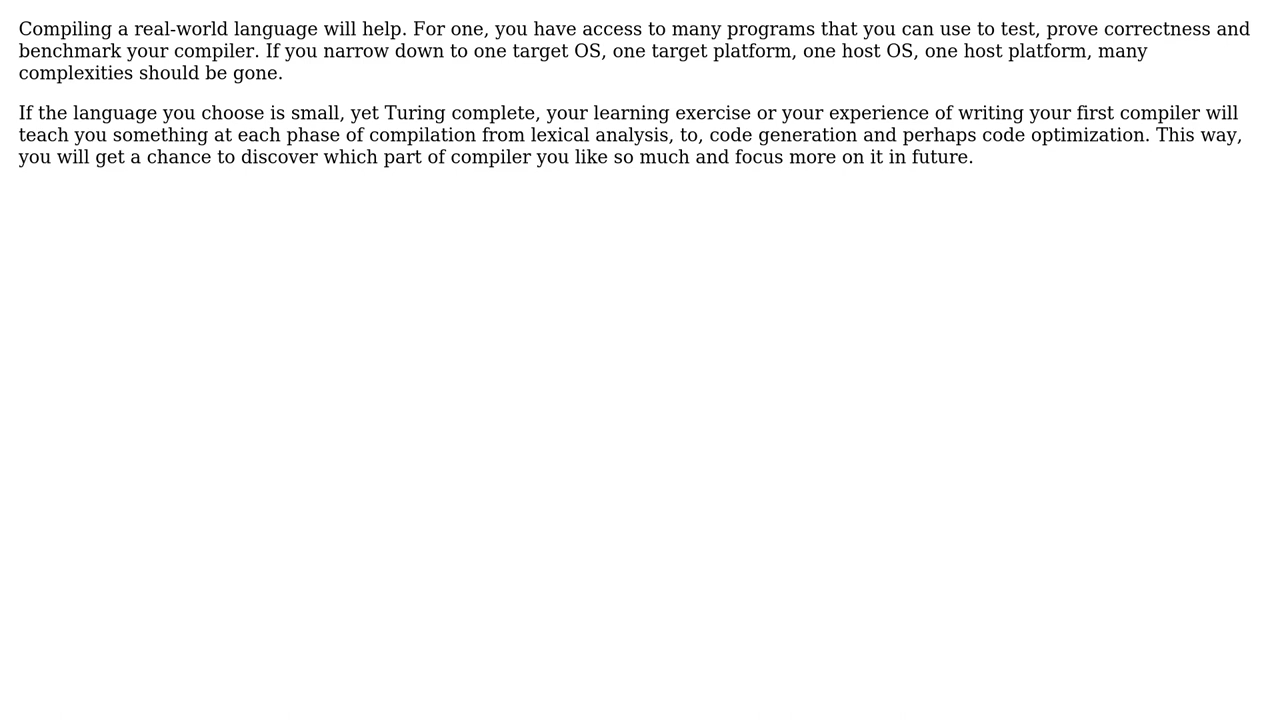 Compiling a real-world language will help. For one, you have access to many programs that you can use to test, prove correctness and
benchmark your compiler. If you narrow down to one target OS, one target platform, one host OS, one host platform, many
complexities should be gone.
If the language you choose is small, yet Turing complete, your learning exercise or your experience of writing your first compiler will
teach you something at each phase of compilation from lexical analysis, to, code generation and perhaps code optimization. This way,
you will get a chance to discover which part of compiler you like so much and focus more on it in future.